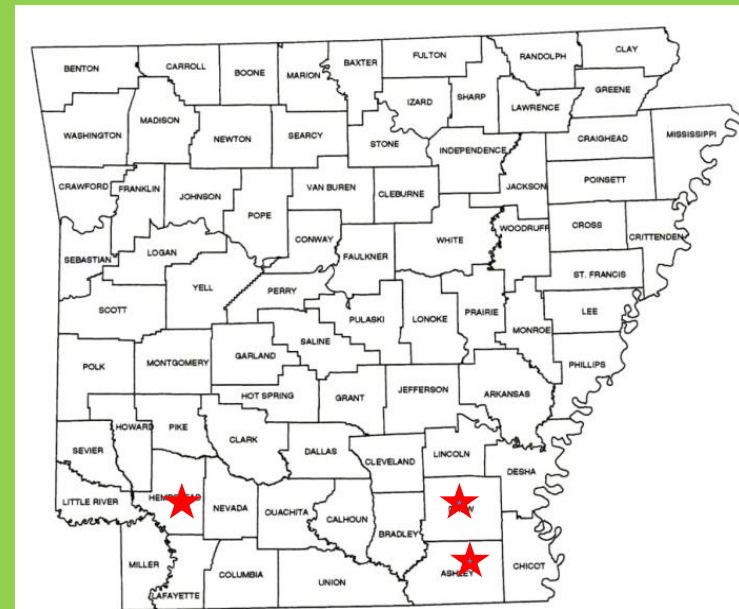 BENTON
CARROLL
BOONE
MARION
BAXTER
FULTON
RANDOLPH
CLAY
IZARD
SHARP
LAWRENCE
GREENE
WASHINGTON
MADISON
NEWTON
SEARCY
STONE
INDEPENDENCE
CRAIGHEAD
MISSISSIPPI
CRAWFORD
FRANKLIN
JOHNSON
POPE
VAN BUREN
CLEBURNE
JACKSON
POINSETT
SEBASTIAN
LOGAN
CONWAY
FAULKNER
WHITE
WOODRUFF
CROSS
CRITTENDEN
SCOTT
YELL
PERRY
PULASKI
LONOKE
PRAIRIE
MONROE
ST. FRANCIS
LEE
POLK
MONTGOMERY
GARLAND
SALINE
PHILLIPS
HOT SPRING
GRANT
JEFFERSON
ARKANSAS
SEVIER
HOWARD
PIKE
CLARK
DALLAS
CLEVELAND
LINCOLN
DESHA
LITTLE RIVER
NEVADA
OUACHITA
CALHOUN
BRADLEY
MILLER
LAFAYETTE
COLUMBIA
UNION
ASHLEY
CHICOT